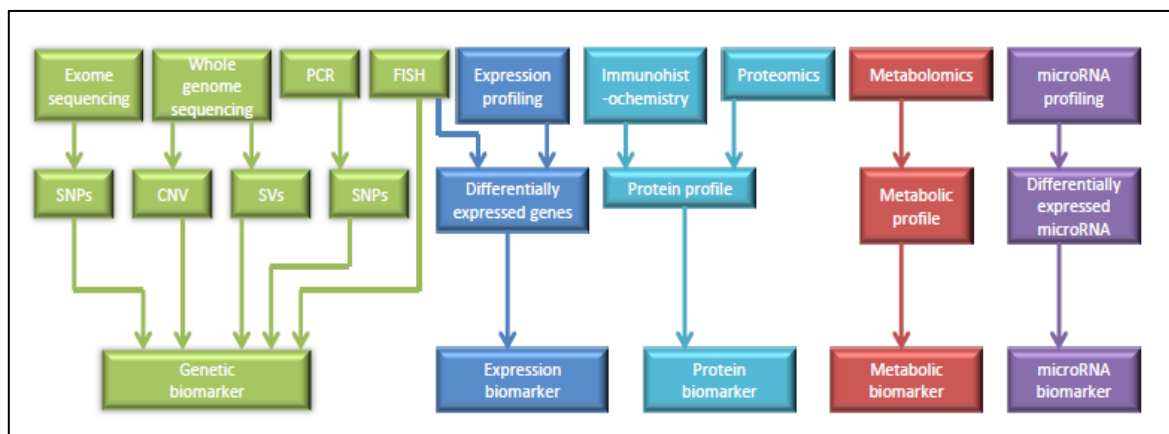 Exome
sequencing
Whole
genome
sequencing
PCR
FISH
Expression
profiling
Immunohist
-ochemistry
Proteomics
Metabolomics
microRNA
profiling
SNPs
CNV
SVs
SNPs
Differentially
expressed genes
Protein profile
Metabolic
profile
Differentially
expressed
microRNA
Genetic
biomarker
Expression
biomarker
Protein
biomarker
Metabolic
biomarker
microRNA
biomarker